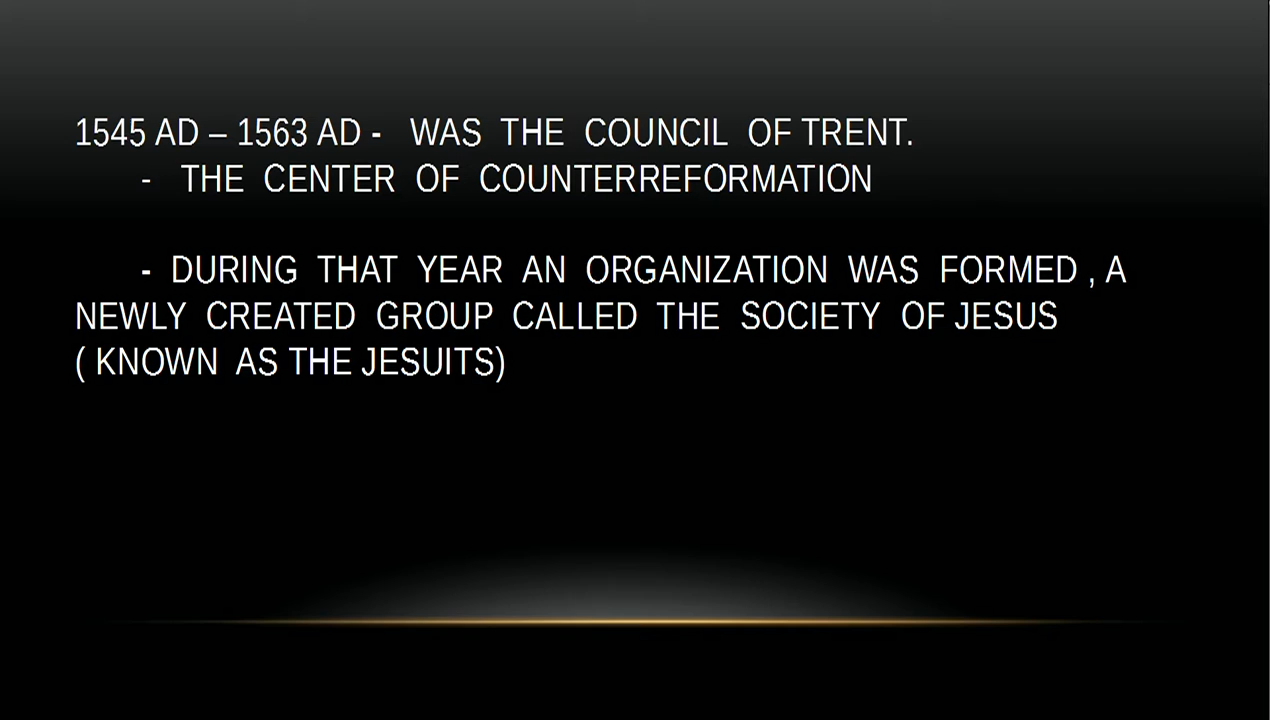 1545 AD – 1563 AD - WAS THE COUNCIL OF TRENT.
- THE CENTER OF COUNTERREFORMATION
- DURING THAT YEAR AN ORGANIZATION WAS FORMED , A
NEWLY CREATED GROUP CALLED THE SOCIETY OF JESUS
( KNOWN AS THE JESUITS)